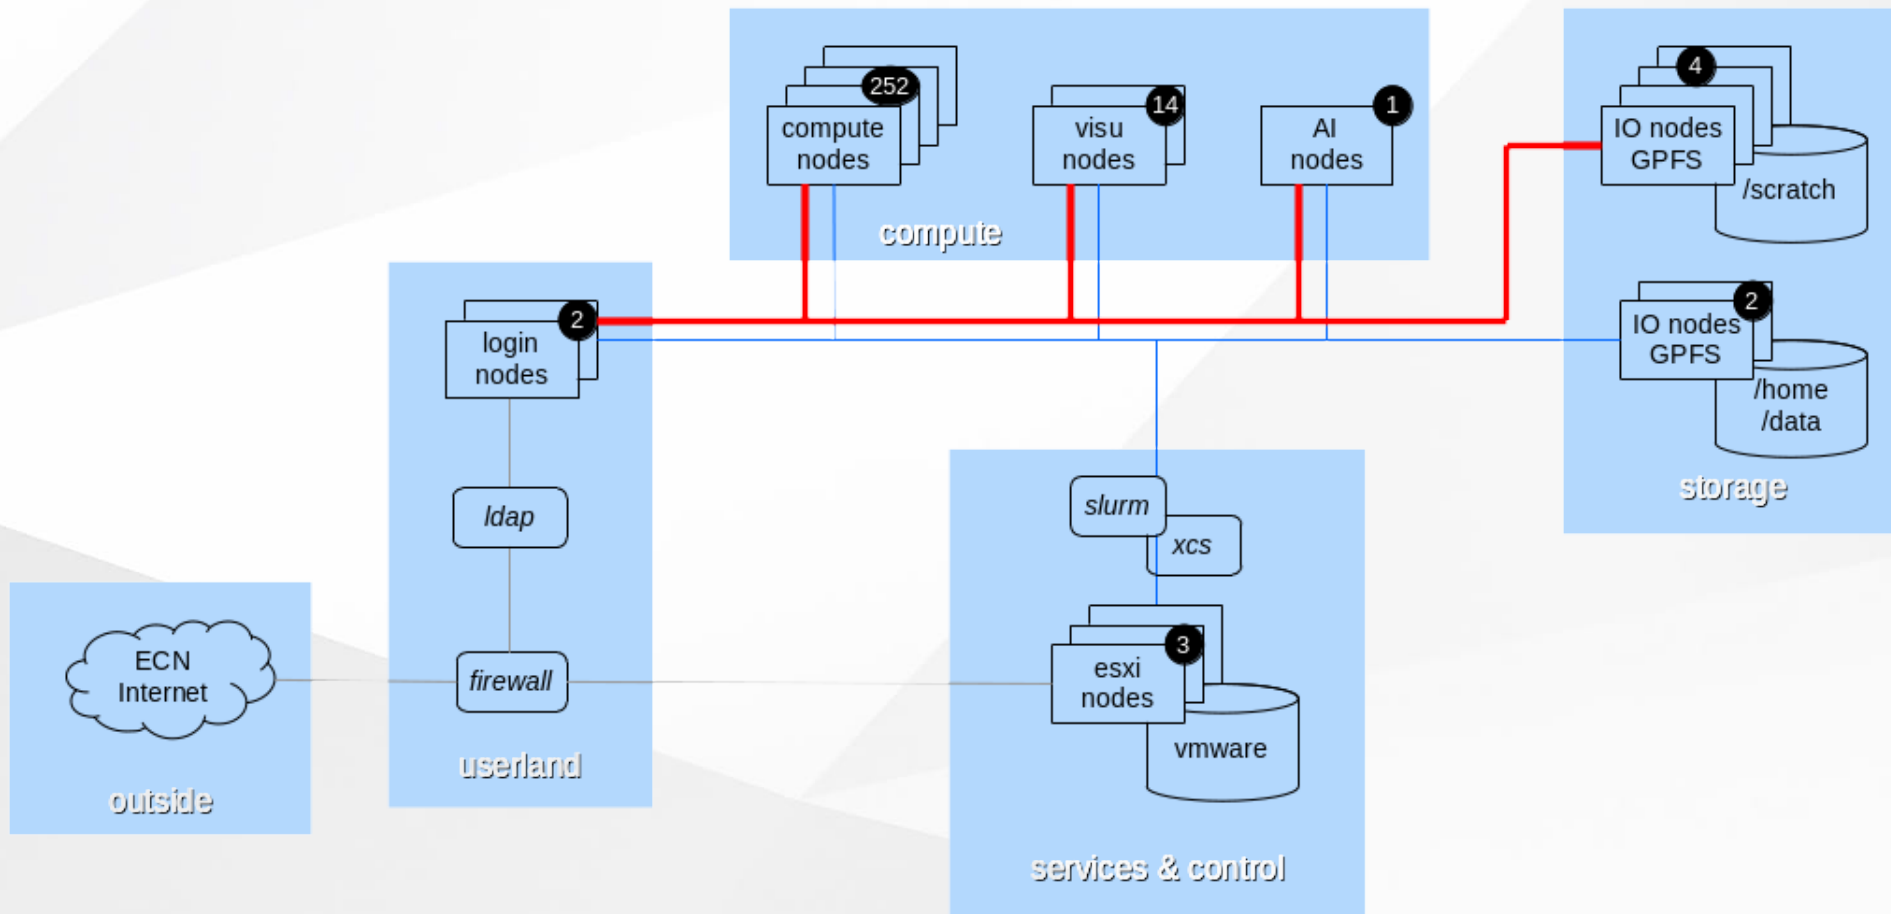 252
compute
nodes
14
visu
nodes
1
AI
nodes
compute
4
IO nodes
GPFS
/scratch
2
IO nodes
GPFS
/home
/data
storage
2
login
nodes
ldap
firewall
userland
ECN
Internet
outside
slurm
xcs
3
esxi
nodes
vmware
services & control